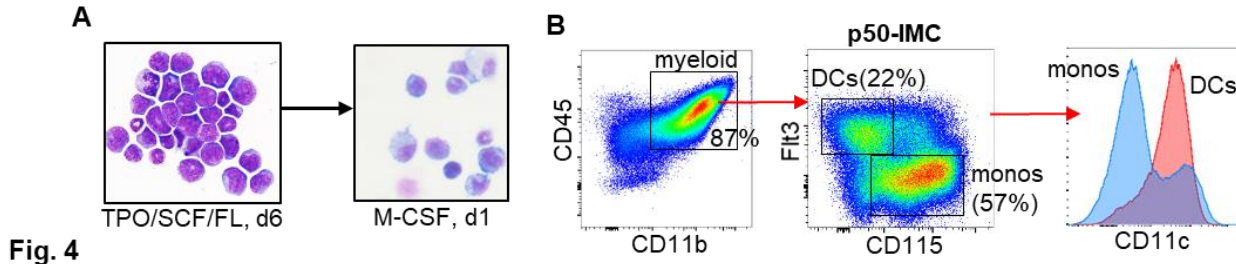 A
TPO/SCF/FL, d6
M-CSF, d1
Fig. 4
B
p50-IMC
CD45
myeloid
87%
CD11b
Flt3
DCs(22%)
monos
(57%)
CD115
monos
DCs
CD11c